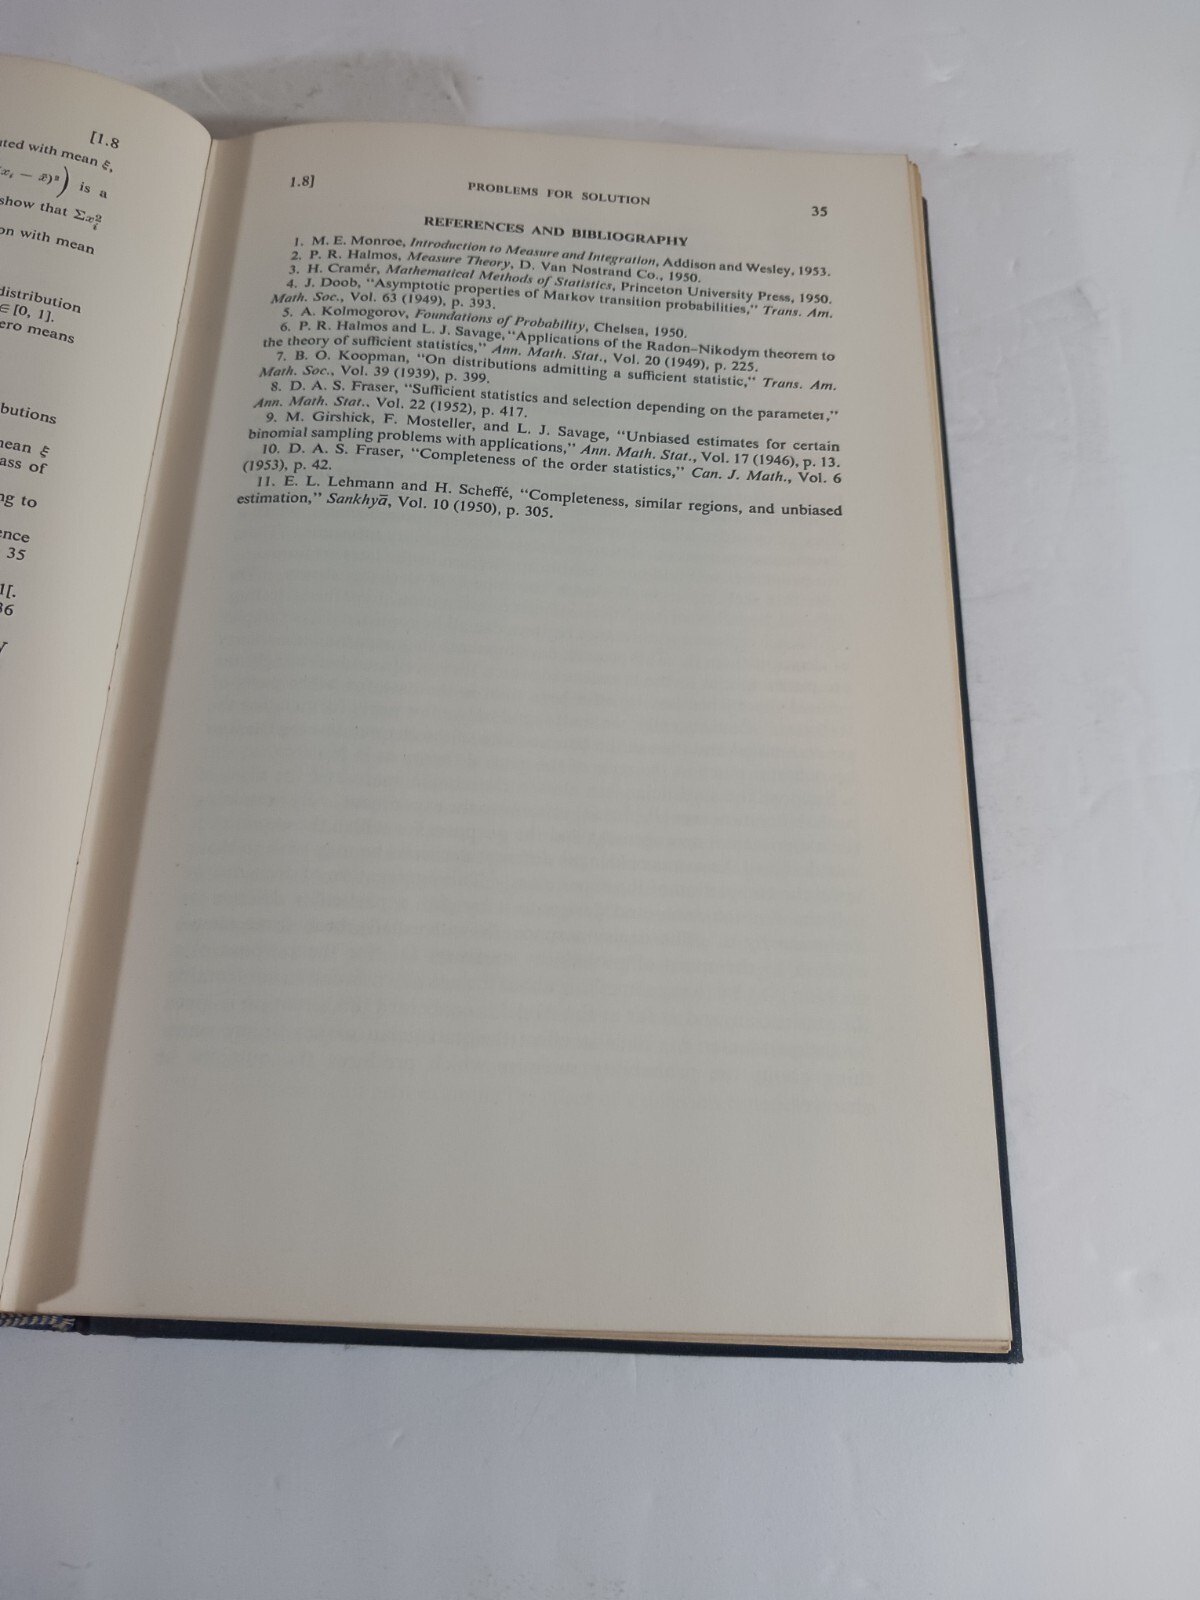 [1.8
ted with mean ξ,
x_i − x̄)²) is a
show that Σx_i²
on with mean
distribution
∈ [0, 1].
ero means
butions
mean ξ
ass of
ng to
ence
35
1[.
36
1.8]
PROBLEMS FOR SOLUTION
35
REFERENCES AND BIBLIOGRAPHY
1. M. E. Monroe, Introduction to Measure and Integration, Addison and Wesley, 1953.
2. P. R. Halmos, Measure Theory, D. Van Nostrand Co., 1950.
3. H. Cramér, Mathematical Methods of Statistics, Princeton University Press, 1950.
4. J. Doob, “Asymptotic properties of Markov transition probabilities,” Trans. Am.
Math. Soc., Vol. 63 (1949), p. 393.
5. A. Kolmogorov, Foundations of Probability, Chelsea, 1950.
6. P. R. Halmos and L. J. Savage, “Applications of the Radon–Nikodym theorem to
the theory of sufficient statistics,” Ann. Math. Stat., Vol. 20 (1949), p. 225.
7. B. O. Koopman, “On distributions admitting a sufficient statistic,” Trans. Am.
Math. Soc., Vol. 39 (1939), p. 399.
8. D. A. S. Fraser, “Sufficient statistics and selection depending on the parameter,”
Ann. Math. Stat., Vol. 22 (1952), p. 417.
9. M. Girshick, F. Mosteller, and L. J. Savage, “Unbiased estimates for certain
binomial sampling problems with applications,” Ann. Math. Stat., Vol. 17 (1946), p. 13.
10. D. A. S. Fraser, “Completeness of the order statistics,” Can. J. Math., Vol. 6
(1953), p. 42.
11. E. L. Lehmann and H. Scheffé, “Completeness, similar regions, and unbiased
estimation,” Sankhyā, Vol. 10 (1950), p. 305.